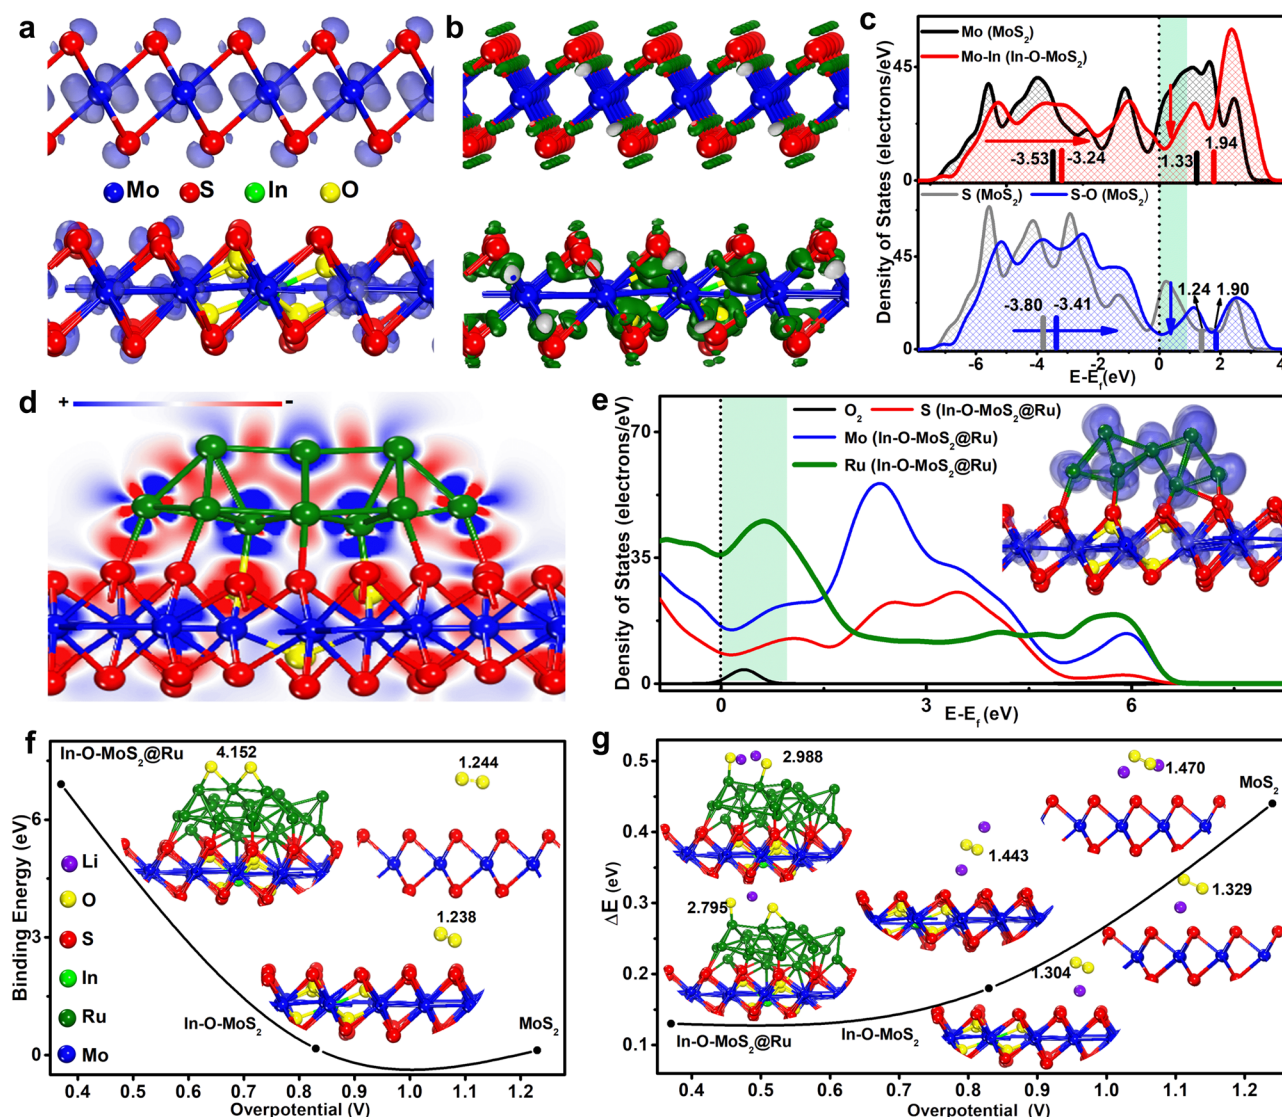 a
b
c
Mo S In O
Density of States (electrons/eV)
45
0
Mo (MoS2)
Mo-In (In-O-MoS2)
-3.53
-3.24
1.33
1.94
Density of States (electrons/eV)
45
0
S (MoS2) S-O (MoS2)
-3.80
-3.41
1.24
1.90
-6 -4 -2 0 2 4
E-Ef(eV)
d
+ -
e
Density of States (electrons/eV)
70
35
0
O2 S (In-O-MoS2@Ru)
Mo (In-O-MoS2@Ru)
Ru (In-O-MoS2@Ru)
0 3 6
E-Ef(eV)
f
Binding Energy (eV)
6
3
0
In-O-MoS2@Ru
4.152
1.244
1.238
Li
O
S
In
Ru
Mo
In-O-MoS2
MoS2
0.4 0.5 0.6 0.7 0.8 0.9 1.0 1.1 1.2
Overpotential (V)
g
ΔE (eV)
0.5
0.4
0.3
0.2
0.1
2.988
1.470
MoS2
1.443
1.329
2.795
1.304
In-O-MoS2@Ru
In-O-MoS2
0.4 0.5 0.6 0.7 0.8 0.9 1.0 1.1 1.2
Overpotential (V)